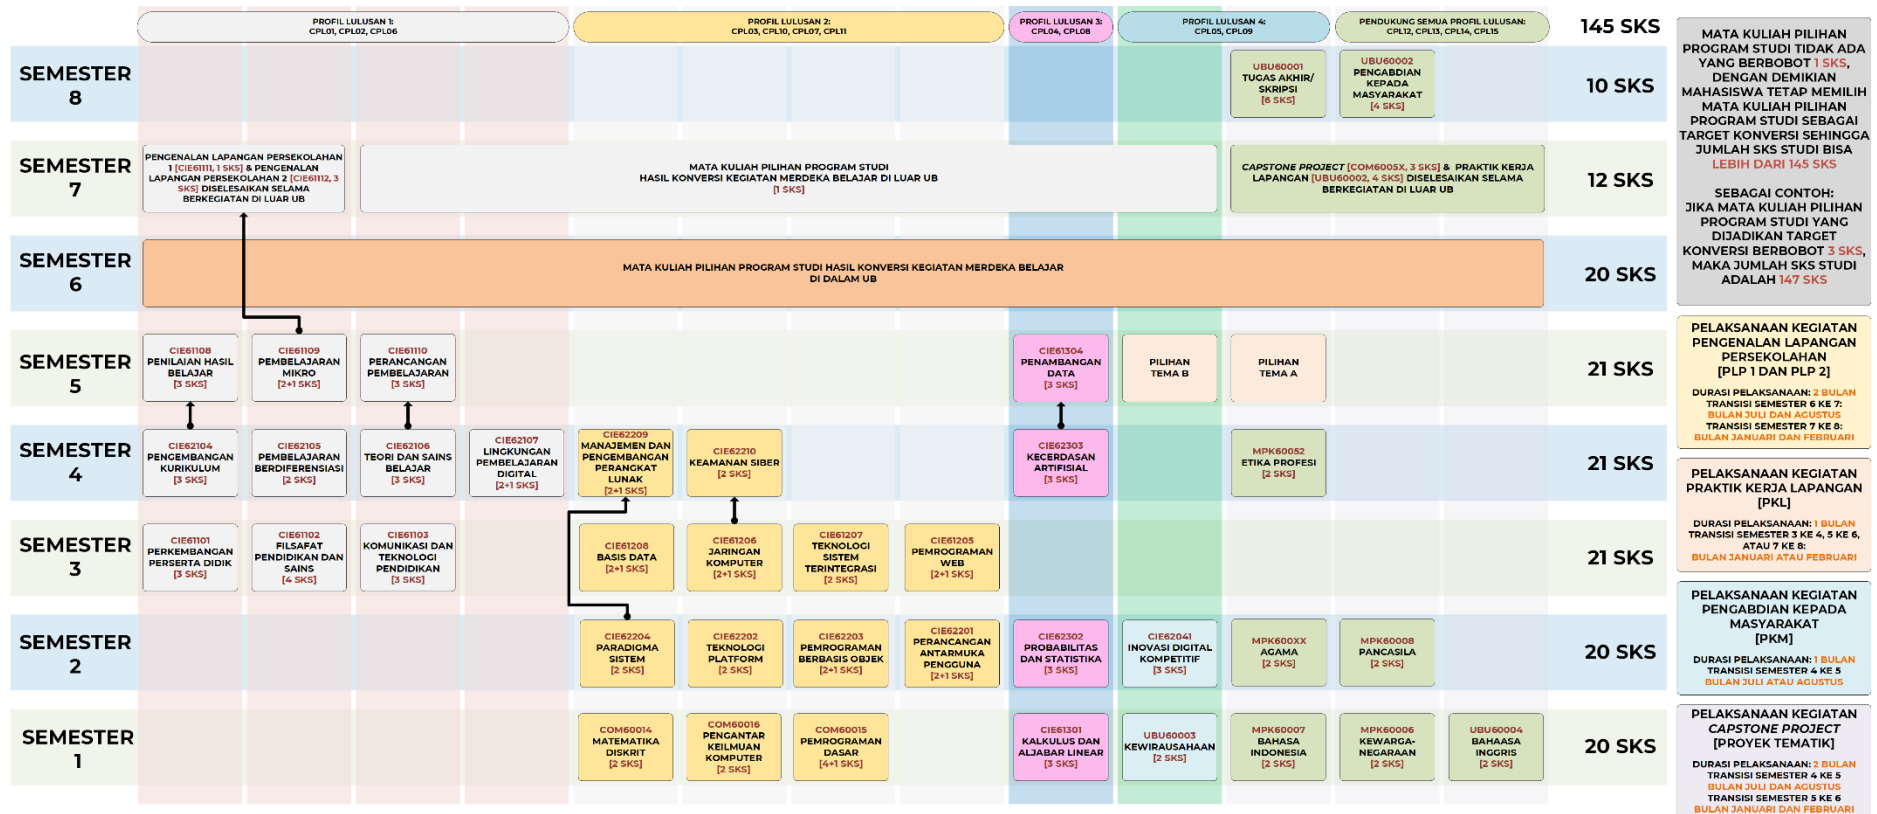 PROFIL LULUSAN 1:
CPL01, CPL02, CPL06
PROFIL LULUSAN 2:
CPL03, CPL10, CPL07, CPL11
PROFIL LULUSAN 3:
CPL04, CPL08
PROFIL LULUSAN 4:
CPL05, CPL09
PENDUKUNG SEMUA PROFIL LULUSAN:
CPL12, CPL13, CPL14, CPL15
145 SKS
SEMESTER
8
UBU60001
TUGAS AKHIR/
SKRIPSI
[6 SKS]
UBU60002
PENGABDIAN
KEPADA
MASYARAKAT
[4 SKS]
10 SKS
SEMESTER
7
PENGENALAN LAPANGAN PERSEKOLAHAN
1 [CIE61111, 1 SKS] & PENGENALAN
LAPANGAN PERSEKOLAHAN 2 [CIE61112, 3
SKS] DISELESAIKAN SELAMA
BERKEGIATAN DI LUAR UB
MATA KULIAH PILIHAN PROGRAM STUDI
HASIL KONVERSI KEGIATAN MERDEKA BELAJAR DI LUAR UB
[1 SKS]
CAPSTONE PROJECT [COM6005X, 3 SKS] & PRAKTIK KERJA
LAPANGAN [UBU60002, 4 SKS] DISELESAIKAN SELAMA
BERKEGIATAN DI LUAR UB
12 SKS
SEMESTER
6
MATA KULIAH PILIHAN PROGRAM STUDI HASIL KONVERSI KEGIATAN MERDEKA BELAJAR
DI DALAM UB
20 SKS
SEMESTER
5
CIE61108
PENILAIAN HASIL
BELAJAR
[3 SKS]
CIE61109
PEMBELAJARAN
MIKRO
[2+1 SKS]
CIE61110
PERANCANGAN
PEMBELAJARAN
[3 SKS]
CIE61304
PENAMBANGAN
DATA
[3 SKS]
PILIHAN
TEMA B
PILIHAN
TEMA A
21 SKS
SEMESTER
4
CIE62104
PENGEMBANGAN
KURIKULUM
[3 SKS]
CIE62105
PEMBELAJARAN
BERDIFERENSIASI
[2 SKS]
CIE62106
TEORI DAN SAINS
BELAJAR
[3 SKS]
CIE62107
LINGKUNGAN
PEMBELAJARAN
DIGITAL
[2+1 SKS]
CIE62209
MANAJEMEN DAN
PENGEMBANGAN
PERANGKAT
LUNAK
[2+1 SKS]
CIE62210
KEAMANAN SIBER
[2 SKS]
CIE62303
KECERDASAN
ARTIFISIAL
[3 SKS]
MPK60052
ETIKA PROFESI
[2 SKS]
21 SKS
SEMESTER
3
CIE61101
PERKEMBANGAN
PERSERTA DIDIK
[3 SKS]
CIE61102
FILSAFAT
PENDIDIKAN DAN
SAINS
[4 SKS]
CIE61103
KOMUNIKASI DAN
TEKNOLOGI
PENDIDIKAN
[3 SKS]
CIE61208
BASIS DATA
[2+1 SKS]
CIE61206
JARINGAN
KOMPUTER
[2+1 SKS]
CIE61207
TEKNOLOGI
SISTEM
TERINTEGRASI
[2 SKS]
CIE61205
PEMROGRAMAN
WEB
[2+1 SKS]
21 SKS
SEMESTER
2
CIE62204
PARADIGMA
SISTEM
[2 SKS]
CIE62202
TEKNOLOGI
PLATFORM
[2 SKS]
CIE62203
PEMROGRAMAN
BERBASIS OBJEK
[2+1 SKS]
CIE62201
PERANCANGAN
ANTARMUKA
PENGGUNA
[2+1 SKS]
CIE62302
PROBABILITAS
DAN STATISTIKA
[3 SKS]
CIE62041
INOVASI DIGITAL
KOMPETITIF
[3 SKS]
MPK600XX
AGAMA
[2 SKS]
MPK60008
PANCASILA
[2 SKS]
20 SKS
SEMESTER
1
COM60014
MATEMATIKA
DISKRIT
[2 SKS]
COM60016
PENGANTAR
KEILMUAN
KOMPUTER
[2 SKS]
COM60015
PEMROGRAMAN
DASAR
[4+1 SKS]
CIE61301
KALKULUS DAN
ALJABAR LINEAR
[3 SKS]
UBU60003
KEWIRAUSAHAAN
[2 SKS]
MPK60007
BAHASA
INDONESIA
[2 SKS]
MPK60006
KEWARGA-
NEGARAAN
[2 SKS]
UBU60004
BAHAASA
INGGRIS
[2 SKS]
20 SKS
MATA KULIAH PILIHAN
PROGRAM STUDI TIDAK ADA
YANG BERBOBOT 1 SKS,
DENGAN DEMIKIAN
MAHASISWA TETAP MEMILIH
MATA KULIAH PILIHAN
PROGRAM STUDI SEBAGAI
TARGET KONVERSI SEHINGGA
JUMLAH SKS STUDI BISA
LEBIH DARI 145 SKS
SEBAGAI CONTOH:
JIKA MATA KULIAH PILIHAN
PROGRAM STUDI YANG
DIJADIKAN TARGET
KONVERSI BERBOBOT 3 SKS,
MAKA JUMLAH SKS STUDI
ADALAH 147 SKS
PELAKSANAAN KEGIATAN
PENGENALAN LAPANGAN
PERSEKOLAHAN
[PLP 1 DAN PLP 2]
DURASI PELAKSANAAN: 2 BULAN
TRANSISI SEMESTER 6 KE 7:
BULAN JULI DAN AGUSTUS
TRANSISI SEMESTER 7 KE 8:
BULAN JANUARI DAN FEBRUARI
PELAKSANAAN KEGIATAN
PRAKTIK KERJA LAPANGAN
[PKL]
DURASI PELAKSANAAN: 1 BULAN
TRANSISI SEMESTER 3 KE 4, 5 KE 6,
ATAU 7 KE 8:
BULAN JANUARI ATAU FEBRUARI
PELAKSANAAN KEGIATAN
PENGABDIAN KEPADA
MASYARAKAT
[PKM]
DURASI PELAKSANAAN: 1 BULAN
TRANSISI SEMESTER 4 KE 5
BULAN JULI ATAU AGUSTUS
PELAKSANAAN KEGIATAN
CAPSTONE PROJECT
[PROYEK TEMATIK]
DURASI PELAKSANAAN: 2 BULAN
TRANSISI SEMESTER 4 KE 5
BULAN JULI DAN AGUSTUS
TRANSISI SEMESTER 5 KE 6
BULAN JANUARI DAN FEBRUARI